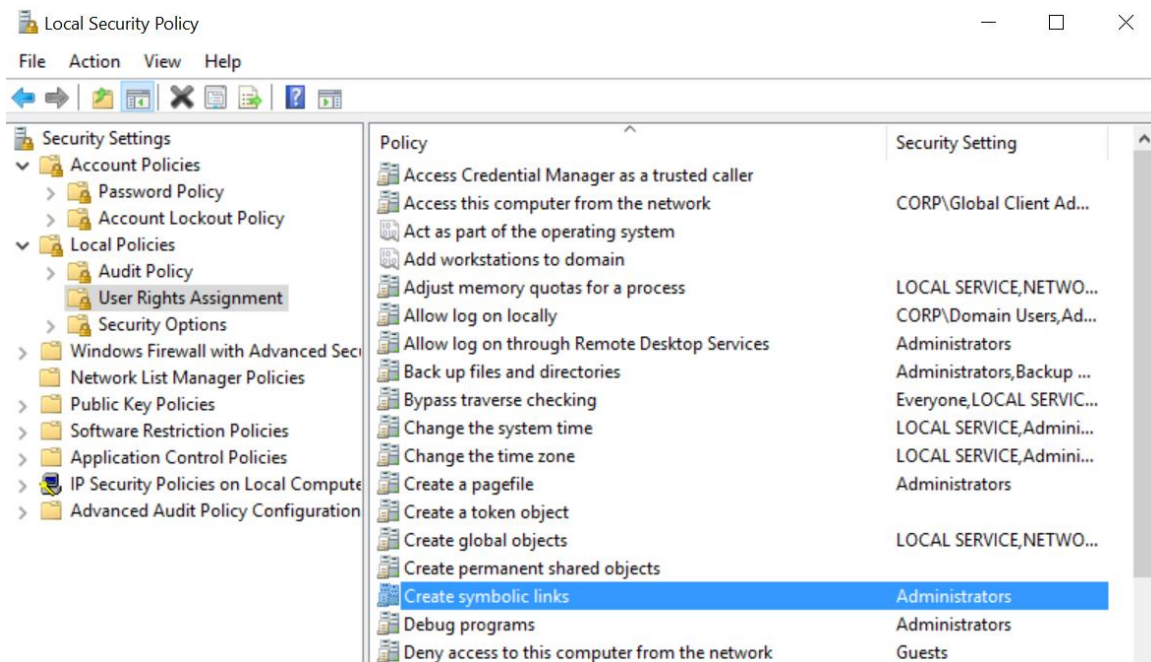 Local Security Policy
File Action View Help
Security Settings
Account Policies
Password Policy
Account Lockout Policy
Local Policies
Audit Policy
User Rights Assignment
Security Options
Windows Firewall with Advanced Secu
Network List Manager Policies
Public Key Policies
Software Restriction Policies
Application Control Policies
IP Security Policies on Local Compute
Advanced Audit Policy Configuration
Policy Security Setting
Access Credential Manager as a trusted caller
Access this computer from the network CORP\Global Client Ad...
Act as part of the operating system
Add workstations to domain
Adjust memory quotas for a process LOCAL SERVICE,NETWO...
Allow log on locally CORP\Domain Users,Ad...
Allow log on through Remote Desktop Services Administrators
Back up files and directories Administrators,Backup ...
Bypass traverse checking Everyone,LOCAL SERVIC...
Change the system time LOCAL SERVICE,Admini...
Change the time zone LOCAL SERVICE,Admini...
Create a pagefile Administrators
Create a token object
Create global objects LOCAL SERVICE,NETWO...
Create permanent shared objects
Create symbolic links Administrators
Debug programs Administrators
Deny access to this computer from the network Guests